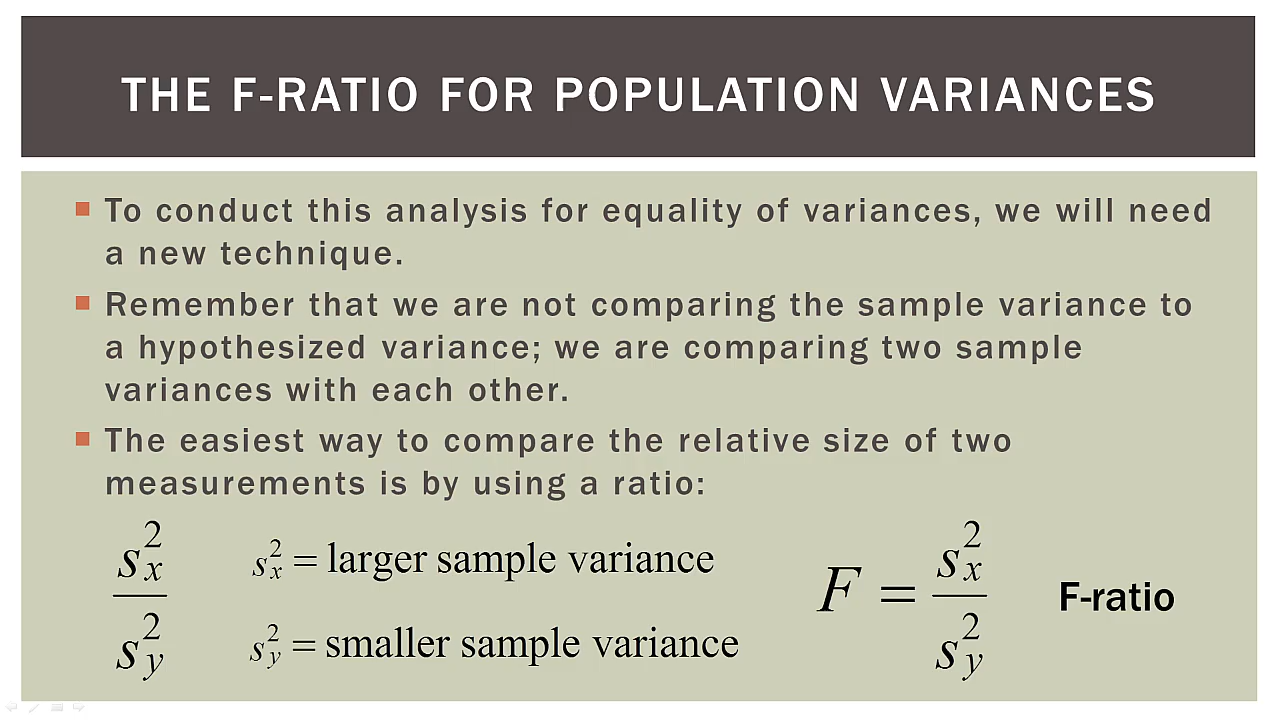 THE F-RATIO FOR POPULATION VARIANCES
To conduct this analysis for equality of variances, we will need
a new technique.
Remember that we are not comparing the sample variance to
a hypothesized variance; we are comparing two sample
variances with each other.
The easiest way to compare the relative size of two
measurements is by using a ratio:
s_x^2 / s_y^2
s_x^2 = larger sample variance
s_y^2 = smaller sample variance
F = s_x^2 / s_y^2
F-ratio